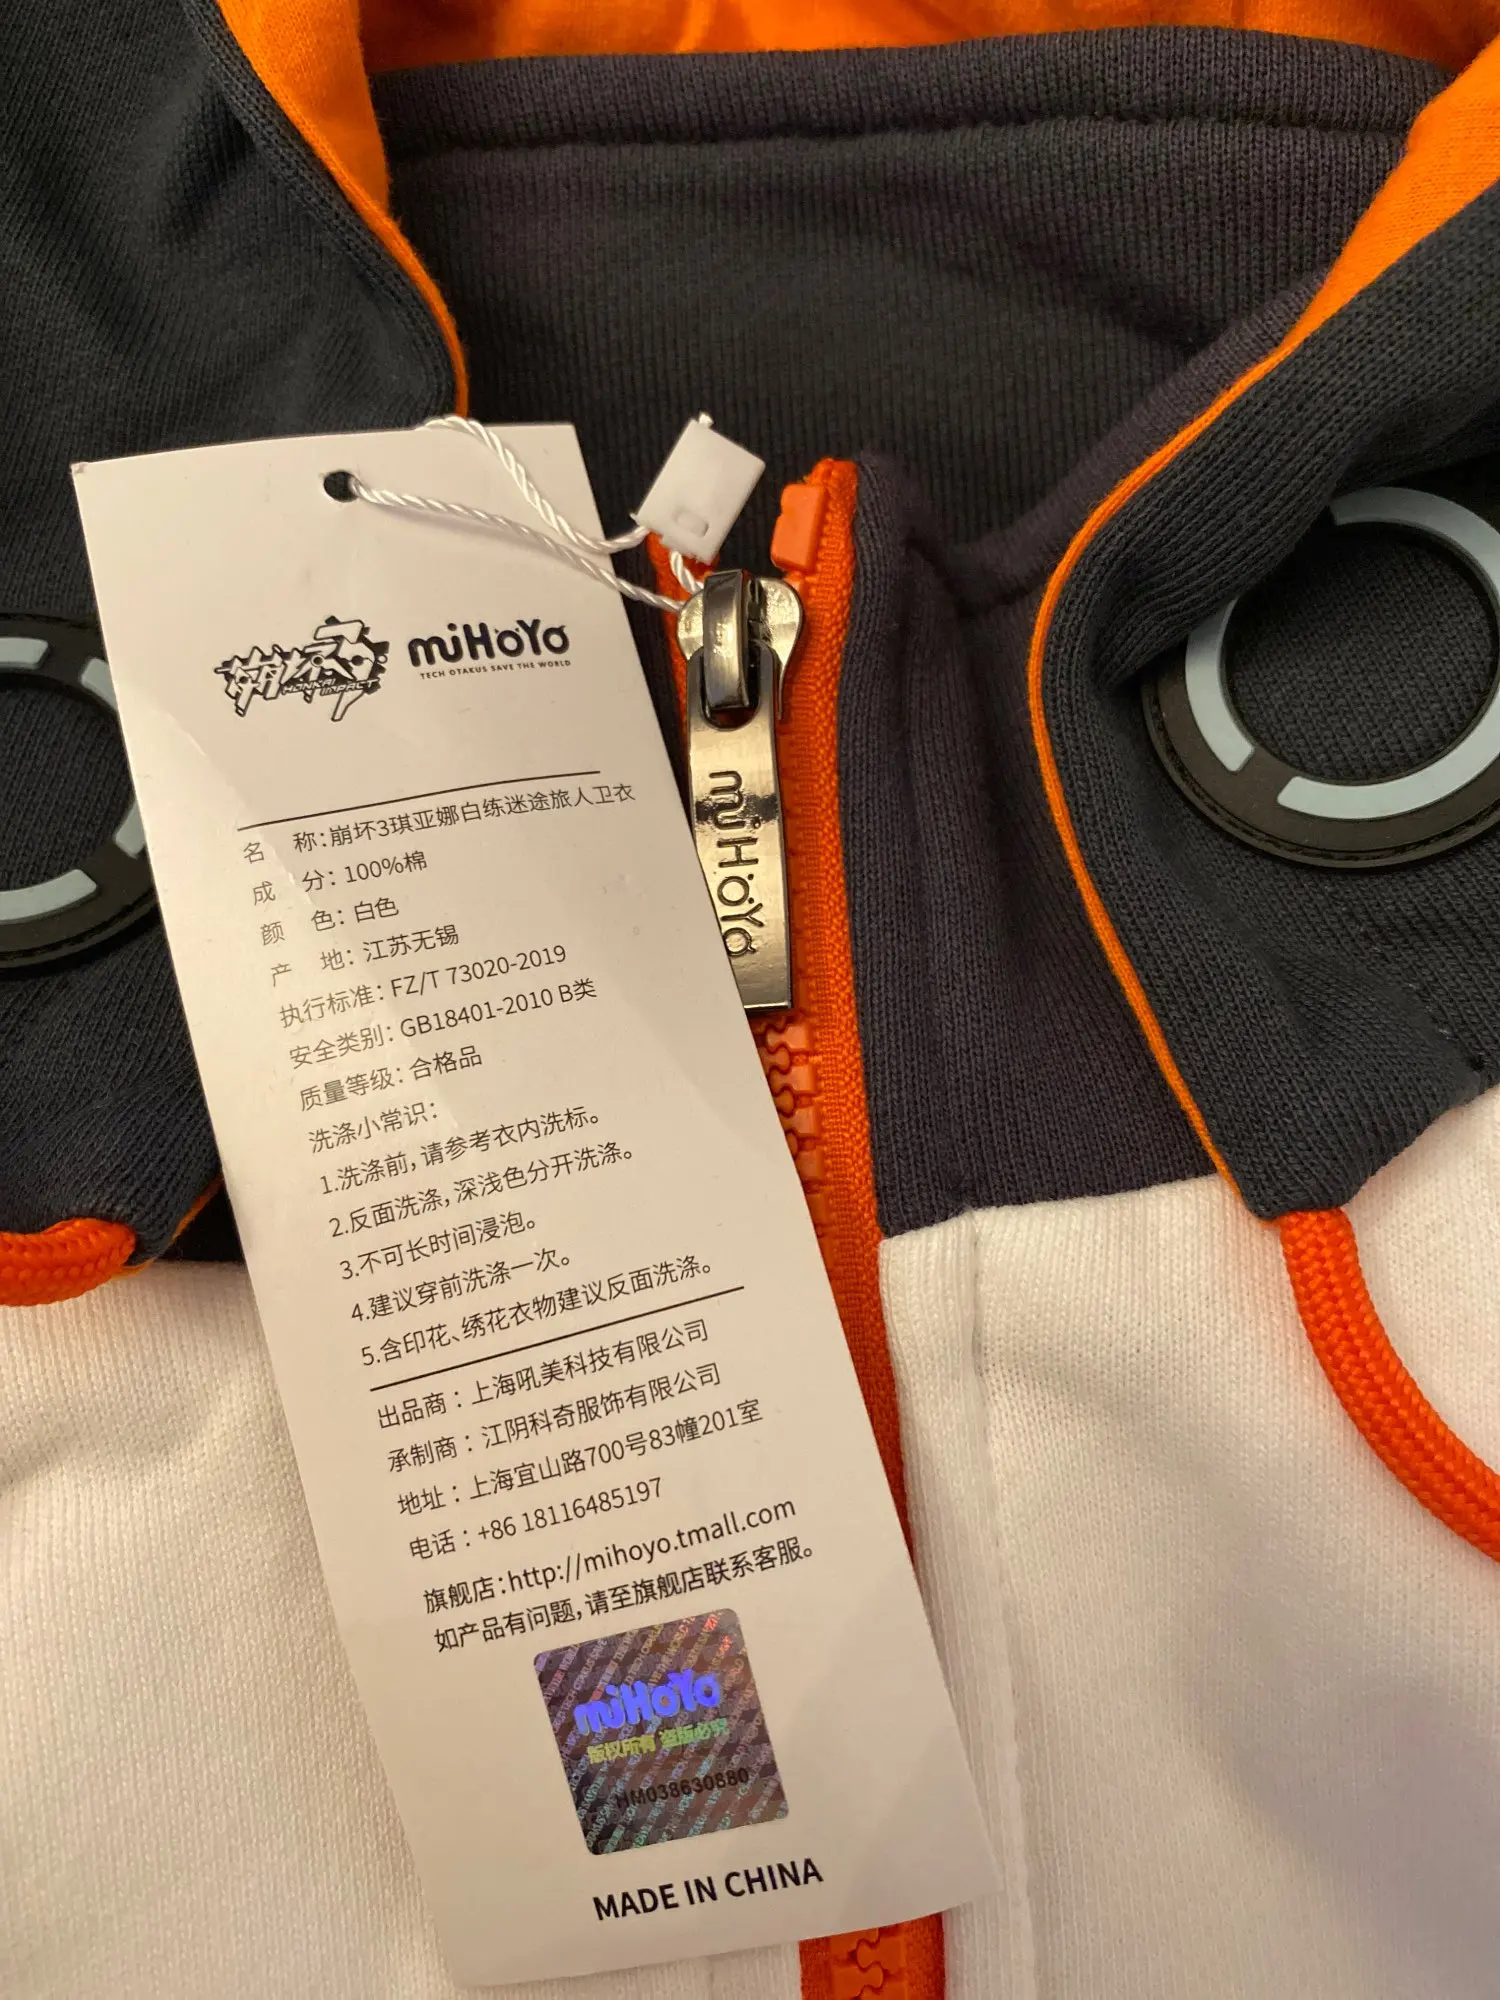 崩坏3
HONKAI IMPACT
miHoYo
TECH OTAKUS SAVE THE WORLD
名 称：崩坏3琪亚娜白练迷途旅人卫衣
成 分：100%棉
颜 色：白色
产 地：江苏无锡
执行标准：FZ/T 73020-2019
安全类别：GB18401-2010 B类
质量等级：合格品
洗涤小常识：
1.洗涤前，请参考衣内洗标。
2.反面洗涤，深浅色分开洗涤。
3.不可长时间浸泡。
4.建议穿前洗涤一次。
5.含印花、绣花衣物建议反面洗涤。
出品商：上海吼美科技有限公司
承制商：江阴科奇服饰有限公司
地址：上海宜山路700号83幢201室
电话：+86 18116485197
旗舰店：http://mihoyo.tmall.com
如产品有问题，请至旗舰店联系客服。
miHoYo
版权所有 盗版必究
HM038630880
MADE IN CHINA
miHoYo